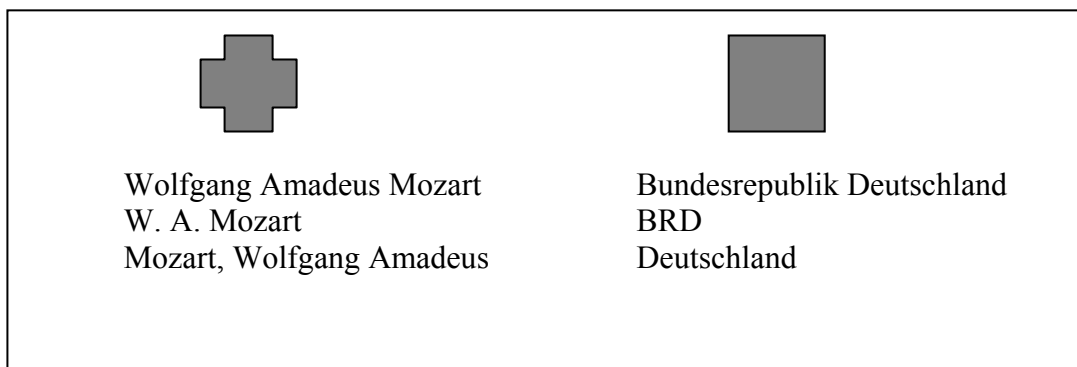 Wolfgang Amadeus Mozart
W. A. Mozart
Mozart, Wolfgang Amadeus
Bundesrepublik Deutschland
BRD
Deutschland